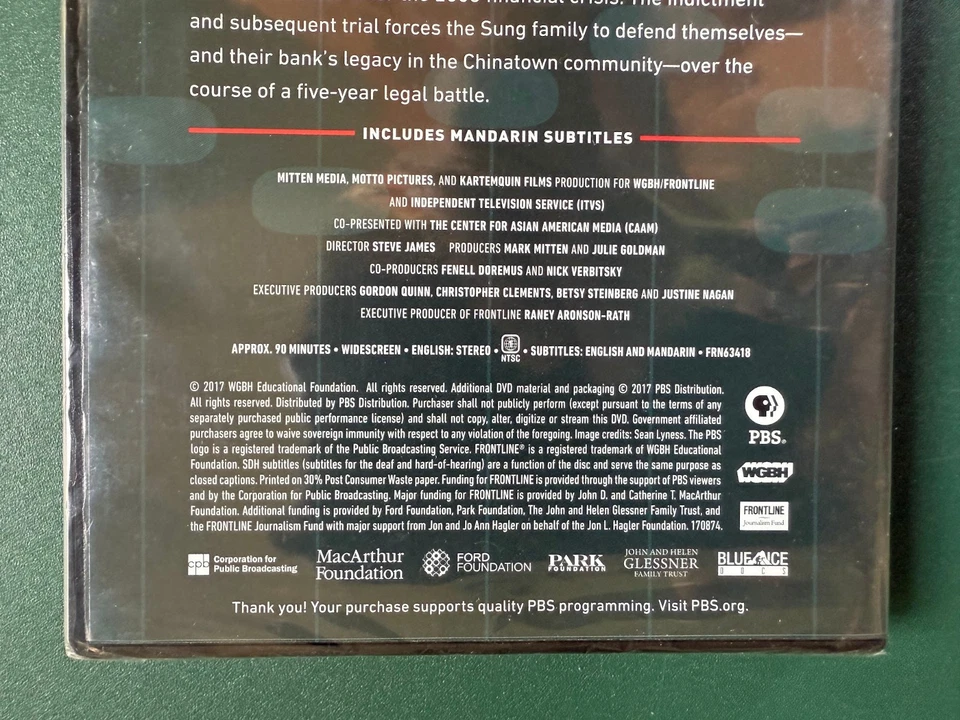 the 2008 financial crisis. The indictment
and subsequent trial forces the Sung family to defend themselves—
and their bank's legacy in the Chinatown community—over the
course of a five-year legal battle.
INCLUDES MANDARIN SUBTITLES
MITTEN MEDIA, MOTTO PICTURES, AND KARTEMQUIN FILMS PRODUCTION FOR WGBH/FRONTLINE
AND INDEPENDENT TELEVISION SERVICE (ITVS)
CO-PRESENTED WITH THE CENTER FOR ASIAN AMERICAN MEDIA (CAAM)
DIRECTOR STEVE JAMES PRODUCERS MARK MITTEN AND JULIE GOLDMAN
CO-PRODUCERS FENELL DOREMUS AND NICK VERBITSKY
EXECUTIVE PRODUCERS GORDON QUINN, CHRISTOPHER CLEMENTS, BETSY STEINBERG AND JUSTINE NAGAN
EXECUTIVE PRODUCER OF FRONTLINE RANEY ARONSON-RATH
APPROX. 90 MINUTES • WIDESCREEN • ENGLISH: STEREO • NTSC • SUBTITLES: ENGLISH AND MANDARIN • FRN63418
© 2017 WGBH Educational Foundation. All rights reserved. Additional DVD material and packaging © 2017 PBS Distribution.
All rights reserved. Distributed by PBS Distribution. Purchaser shall not publicly perform (except pursuant to the terms of any
separately purchased public performance license) and shall not copy, alter, digitize or stream this DVD. Government affiliated
purchasers agree to waive sovereign immunity with respect to any violation of the foregoing. Image credits: Sean Lyness. The PBS
logo is a registered trademark of the Public Broadcasting Service. FRONTLINE® is a registered trademark of WGBH Educational
Foundation. SDH subtitles (subtitles for the deaf and hard-of-hearing) are a function of the disc and serve the same purpose as
closed captions. Printed on 30% Post Consumer Waste paper. Funding for FRONTLINE is provided through the support of PBS viewers
and by the Corporation for Public Broadcasting. Major funding for FRONTLINE is provided by John D. and Catherine T. MacArthur
Foundation. Additional funding is provided by Ford Foundation, Park Foundation, The John and Helen Glessner Family Trust, and
the FRONTLINE Journalism Fund with major support from Jon and Jo Ann Hagler on behalf of the Jon L. Hagler Foundation. 170874.
PBS®
WGBH
FRONTLINE
Journalism Fund
cpb Corporation for
Public Broadcasting
MacArthur
Foundation
FORD
FOUNDATION
PARK
FOUNDATION
JOHN AND HELEN
GLESSNER
FAMILY TRUST
BLUE ICE
DOCS
Thank you! Your purchase supports quality PBS programming. Visit PBS.org.